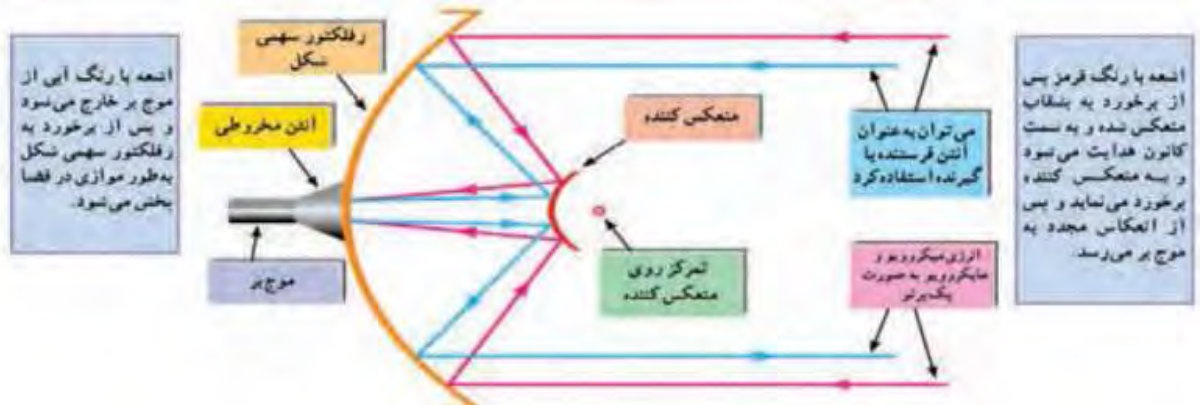 اشعه با رنگ قرمز پس
از برخورد به بشقاب
منعکس شده و به سمت
کانون هدایت می‌شود
و به منعکس کننده
برخورد می‌نماید و پس
از انعکاس مجدد به
موج بر می‌رسد.
می‌توان به عنوان
آنتن فرستنده یا
گیرنده استفاده کرد
انرژی میکروویو و
مایکروویو به صورت
یک پرتو
منعکس کننده
تمرکز روی
منعکس کننده
رفلکتور سهمی
شکل
آنتن مخروطی
موج‌بر
اشعه با رنگ آبی از
موج بر خارج می‌شود
و پس از برخورد به
رفلکتور سهمی شکل
به‌طور موازی در فضا
پخش می‌شود.